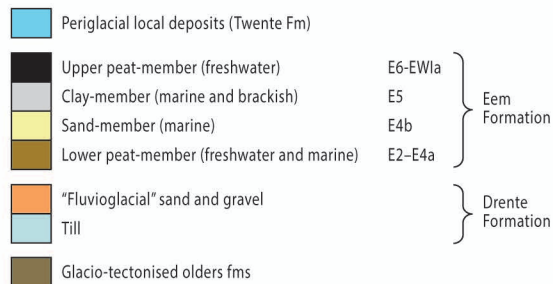 Periglacial local deposits (Twente Fm)
Upper peat-member (freshwater) E6-EWIa
Clay-member (marine and brackish) E5
Sand-member (marine) E4b
Lower peat-member (freshwater and marine) E2–E4a
Eem
Formation
“Fluvioglacial” sand and gravel
Till
Drente
Formation
Glacio-tectonised olders fms